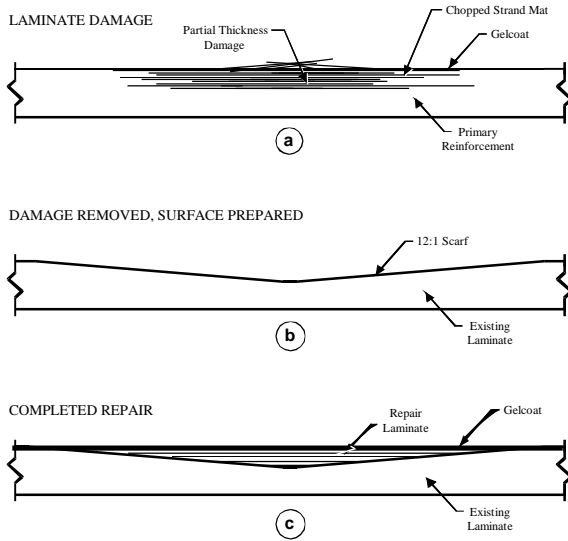 LAMINATE DAMAGE
Chopped Strand Mat
Partial Thickness
Damage
Gelcoat
Primary
Reinforcement
a
DAMAGE REMOVED, SURFACE PREPARED
12:1 Scarf
Existing
Laminate
b
COMPLETED REPAIR
Repair
Laminate
Gelcoat
Existing
Laminate
c